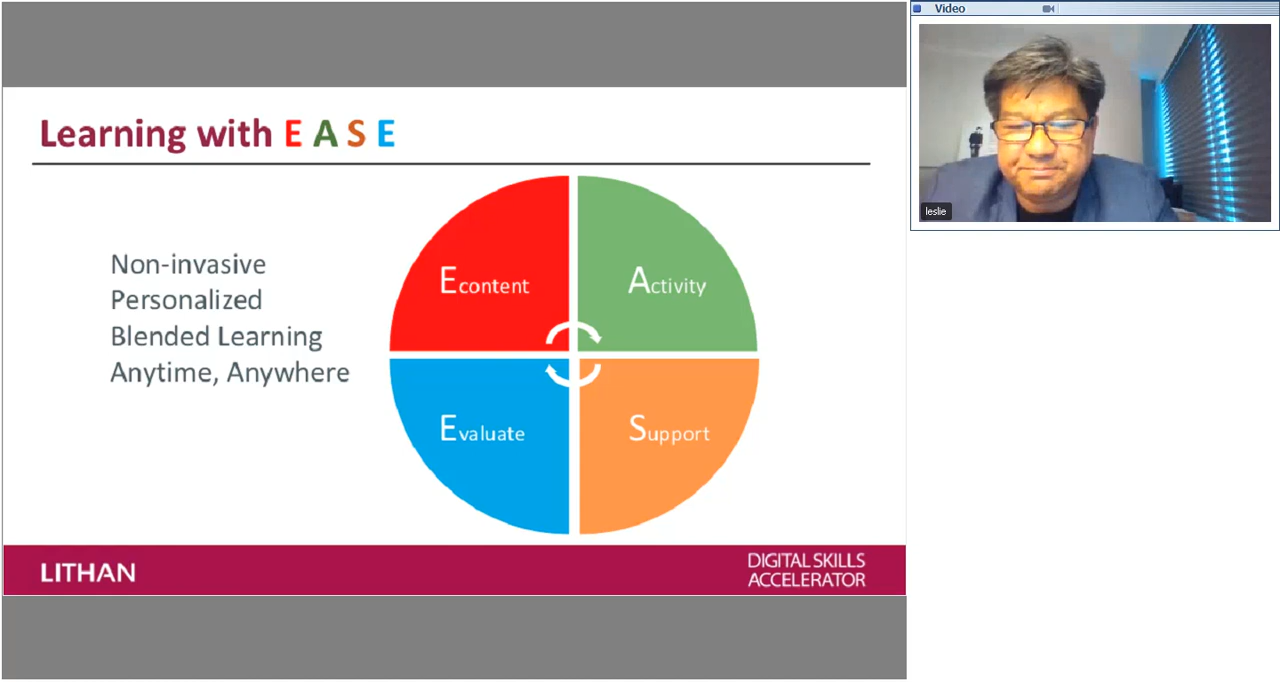 Learning with E A S E
Non-invasive
Personalized
Blended Learning
Anytime, Anywhere
Econtent
Activity
Evaluate
Support
LITHAN
DIGITAL SKILLS
ACCELERATOR
Video
leslie